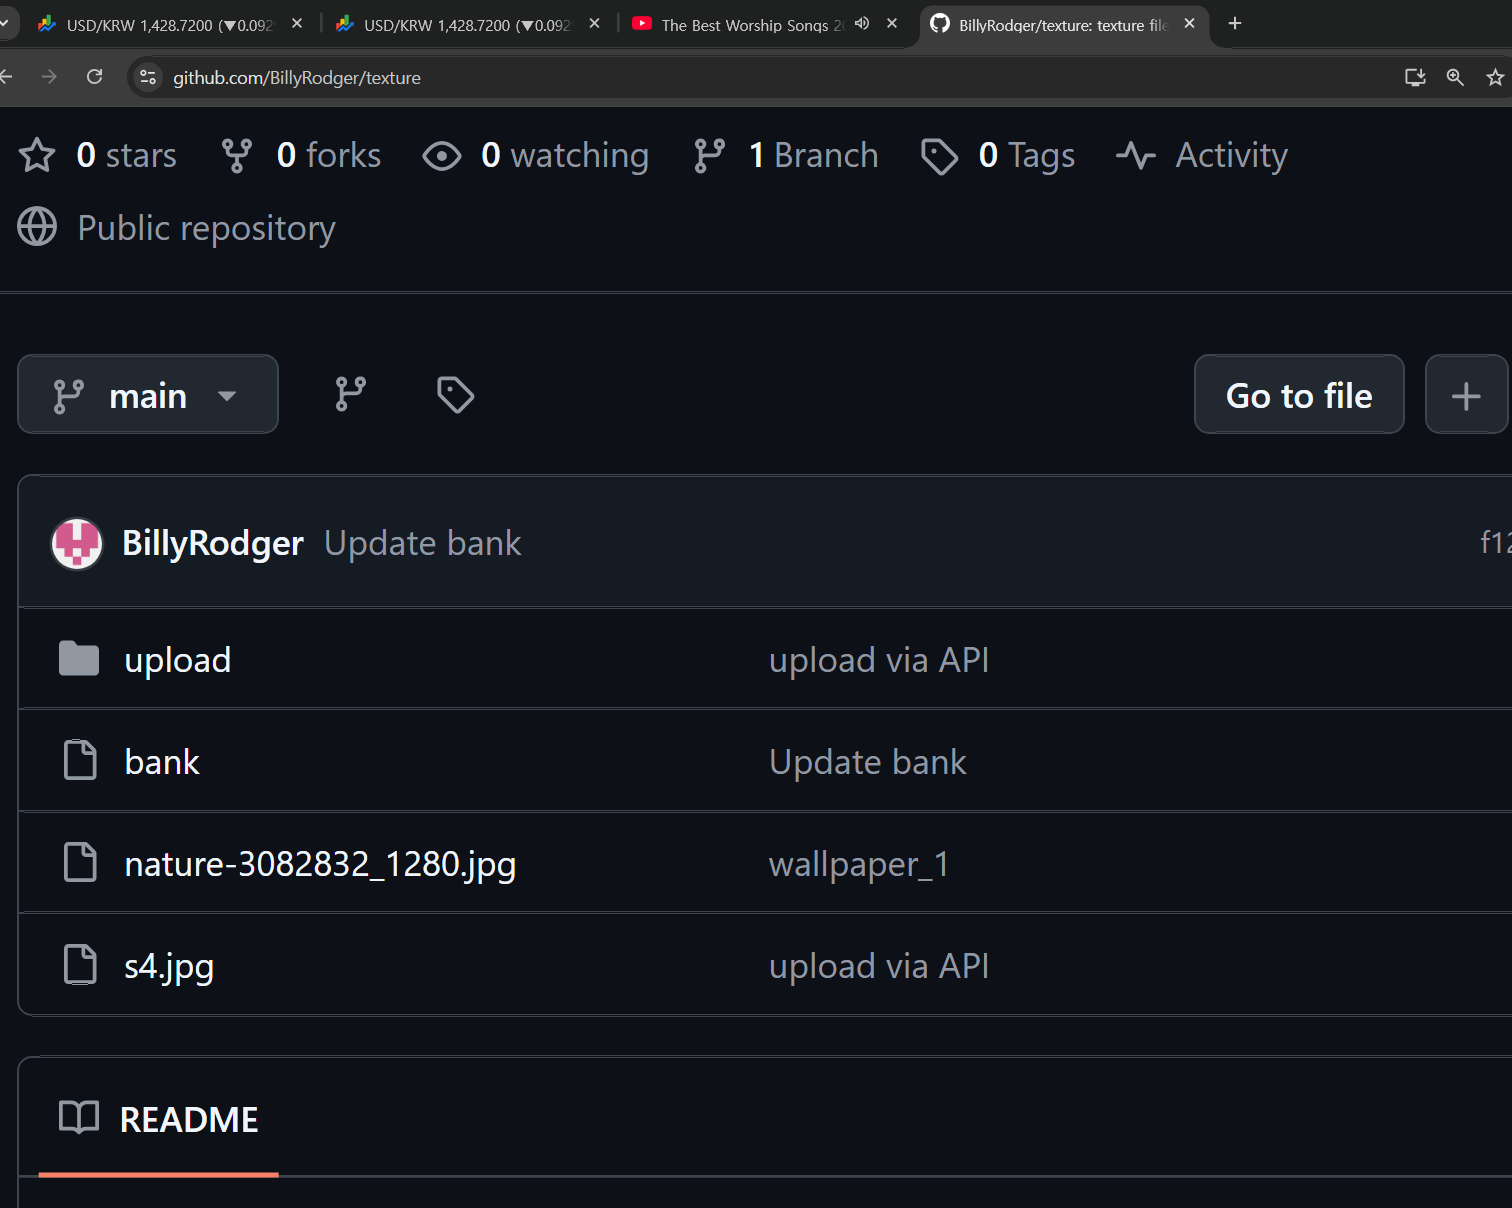 USD/KRW 1,428.7200 (▼0.092
USD/KRW 1,428.7200 (▼0.092
The Best Worship Songs 20
BillyRodger/texture: texture file
github.com/BillyRodger/texture
0 stars 0 forks 0 watching 1 Branch 0 Tags Activity
Public repository
main Go to file
BillyRodger Update bank f12
upload upload via API
bank Update bank
nature-3082832_1280.jpg wallpaper_1
s4.jpg upload via API
README